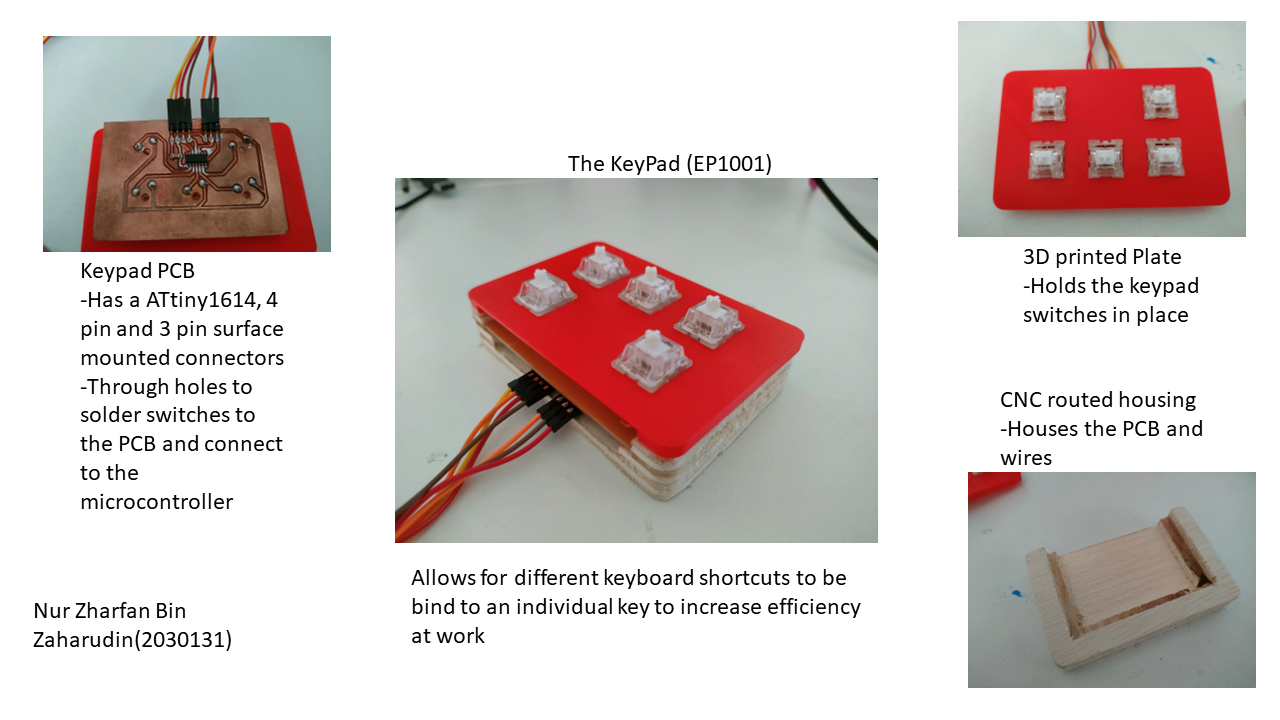 The KeyPad (EP1001)
Keypad PCB
-Has a ATtiny1614, 4
pin and 3 pin surface
mounted connectors
-Through holes to
solder switches to
the PCB and connect
to the
microcontroller
3D printed Plate
-Holds the keypad
switches in place
CNC routed housing
-Houses the PCB and
wires
Allows for different keyboard shortcuts to be
bind to an individual key to increase efficiency
at work
Nur Zharfan Bin
Zaharudin(2030131)